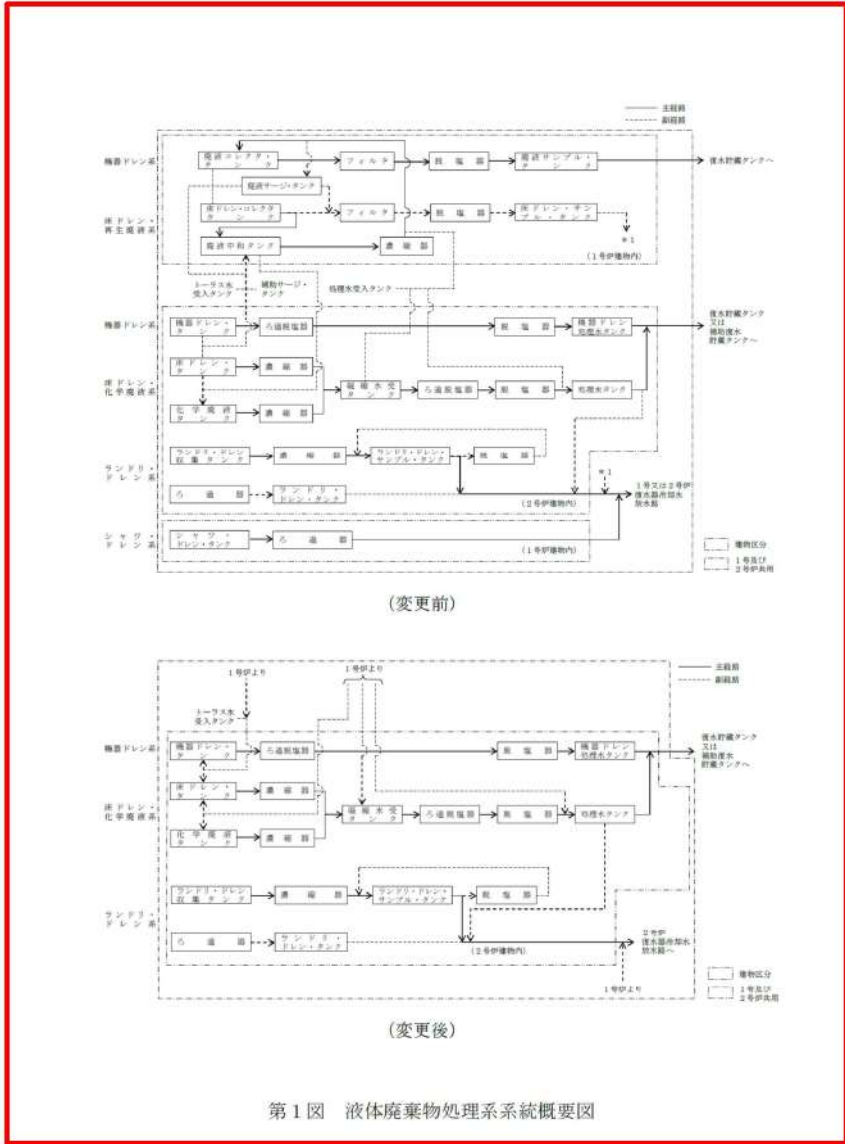 主経路
副経路
機器ドレン系
廃液コレクタ・
タンク
フィルタ
脱塩器
廃液サンプル・タ
ンク
復水貯蔵タンクへ
廃液サージ・タンク
床ドレン・
再生廃液系
床ドレン・コレクタ
タンク
フィルタ
脱塩器
床ドレン・サン
プル・タンク
*1
廃液中和タンク
濃縮器
(1号炉建物内)
トーラス水
受入タンク
補助サージ・
タンク
処理水受入タンク
機器ドレン系
機器ドレン・
タンク
ろ過脱塩器
脱塩器
機器ドレン
処理水タンク
復水貯蔵タンク
又は
補助復水
貯蔵タンクへ
床ドレン・
タンク
濃縮器
床ドレン・
化学廃液系
凝縮水受
タンク
ろ過脱塩器
脱塩器
処理水タンク
化学廃液
タンク
濃縮器
ランドリ・
ドレン系
ランドリ・ドレン
収集タンク
濃縮器
ランドリ・ドレン・
サンプル・タンク
脱塩器
*1
ろ過器
ランドリ・
ドレン・タンク
(2号炉建物内)
1号又は2号炉
復水器冷却水
放水路
シャワ・
ドレン系
シャワ・
ドレン・タンク
ろ過器
(1号炉建物内)
建物区分
1号及び
2号炉共用
(変更前)
1号炉より
1号炉より
主経路
副経路
トーラス水
受入タンク
機器ドレン系
機器ドレン・
タンク
ろ過脱塩器
脱塩器
機器ドレン
処理水タンク
復水貯蔵タンク
又は
補助復水
貯蔵タンクへ
床ドレン・
タンク
濃縮器
床ドレン・
化学廃液系
凝縮水受
タンク
ろ過脱塩器
脱塩器
処理水タンク
化学廃液
タンク
濃縮器
ランドリ・
ドレン系
ランドリ・ドレン
収集タンク
濃縮器
ランドリ・ドレン・
サンプル・タンク
脱塩器
ろ過器
ランドリ・
ドレン・タンク
(2号炉建物内)
2号炉
復水器冷却水
放水路へ
1号炉より
建物区分
1号及び
2号炉共用
(変更後)
第1図 液体廃棄物処理系系統概要図